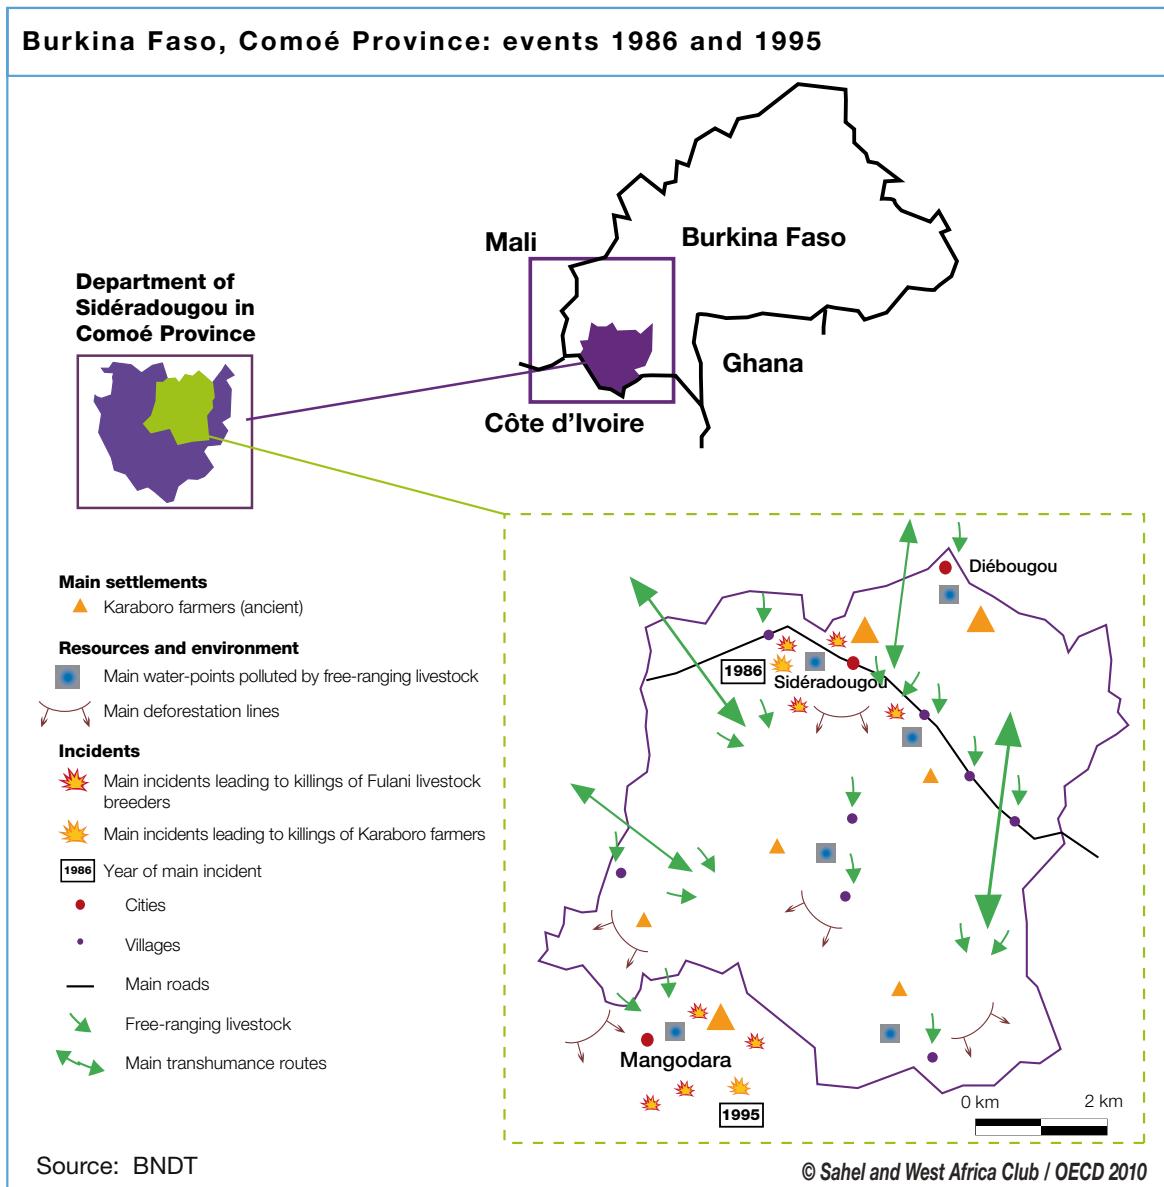 Burkina Faso, Comoé Province: events 1986 and 1995
Mali
Burkina Faso
Ghana
Côte d'Ivoire
Department of
Sidéradougou in
Comoé Province
Main settlements
Karaboro farmers (ancient)
Resources and environment
Main water-points polluted by free-ranging livestock
Main deforestation lines
Incidents
Main incidents leading to killings of Fulani livestock
breeders
Main incidents leading to killings of Karaboro farmers
1986 Year of main incident
Cities
Villages
Main roads
Free-ranging livestock
Main transhumance routes
Diébougou
1986
Sidéradougou
Mangodara
1995
0 km 2 km
Source: BNDT
© Sahel and West Africa Club / OECD 2010